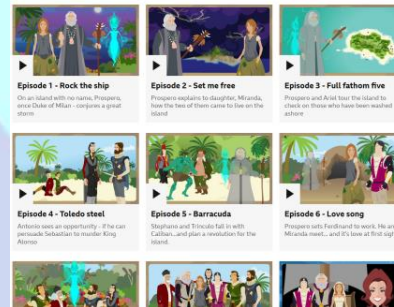 Episode 1 - Rock the ship
On an island with no name, Prospero,
once Duke of Milan - conjures a great
storm
Episode 2 - Set me free
Prospero explains to daughter, Miranda,
how the two of them came to live on the
island
Episode 3 - Full fathom five
Prospero and Ariel tour the island to
check on those who have been washed
ashore
Episode 4 - Toledo steel
Antonio sees an opportunity - if he can
persuade Sebastian to murder King
Alonso
Episode 5 - Barracuda
Stephano and Trinculo fall in with
Caliban...and plan a revolution for the
island.
Episode 6 - Love song
Prospero sets Ferdinand to work. He an
Miranda meet... and it's love at first sigh